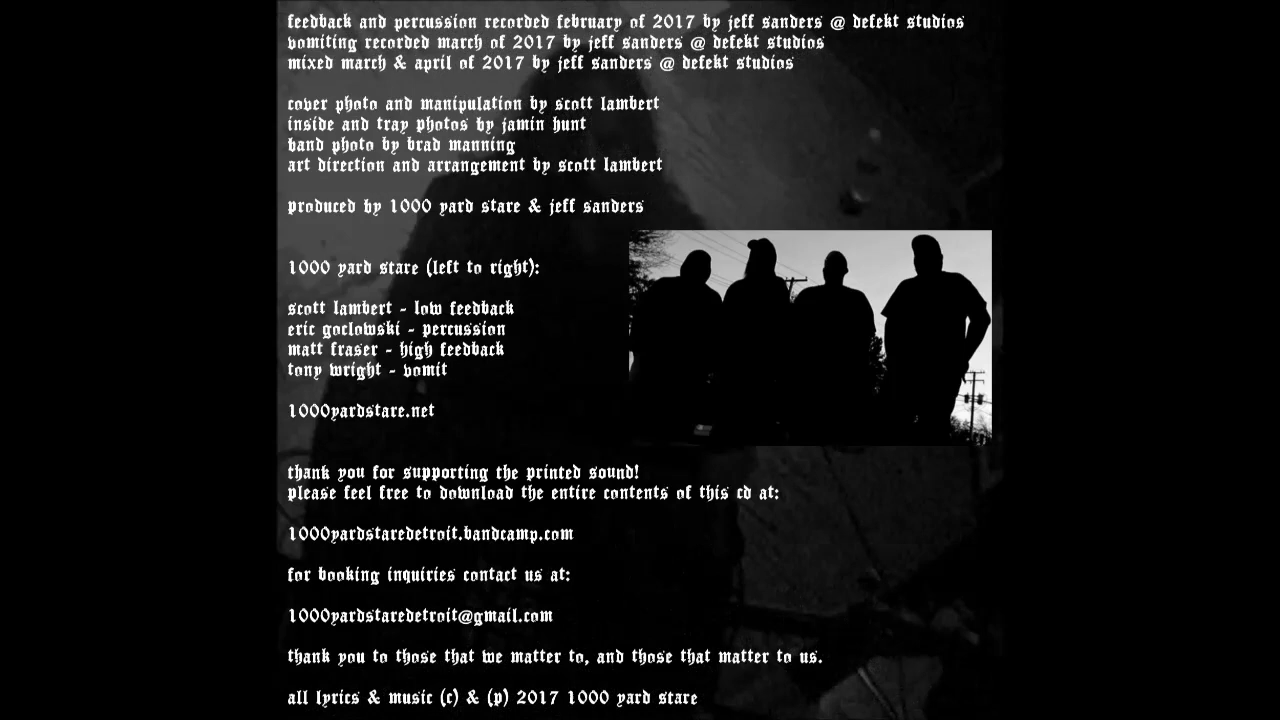 feedback and percussion recorded february of 2017 by jeff sanders @ defekt studios
vomiting recorded march of 2017 by jeff sanders @ defekt studios
mixed march & april of 2017 by jeff sanders @ defekt studios
cover photo and manipulation by scott lambert
inside and tray photos by jamin hunt
band photo by brad manning
art direction and arrangement by scott lambert
produced by 1000 yard stare & jeff sanders
1000 yard stare (left to right):
scott lambert - low feedback
eric goclowski - percussion
matt fraser - high feedback
tony wright - vomit
1000yardstare.net
thank you for supporting the printed sound!
please feel free to download the entire contents of this cd at:
1000yardstaredetroit.bandcamp.com
for booking inquiries contact us at:
1000yardstaredetroit@gmail.com
thank you to those that we matter to, and those that matter to us.
all lyrics & music (c) & (p) 2017 1000 yard stare